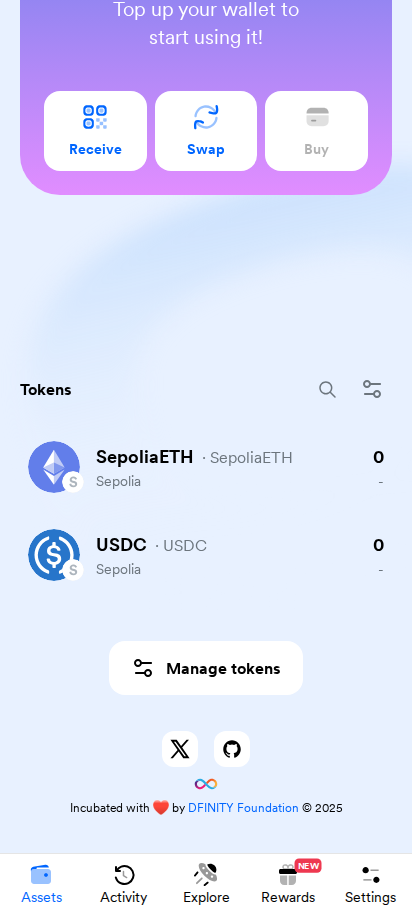 Top up your wallet to
start using it!
Receive
Swap
Buy
Tokens
SepoliaETH · SepoliaETH 0
S Sepolia -
USDC · USDC 0
S Sepolia -
Manage tokens
Incubated with ❤️ by DFINITY Foundation © 2025
NEW
Assets
Activity
Explore
Rewards
Settings